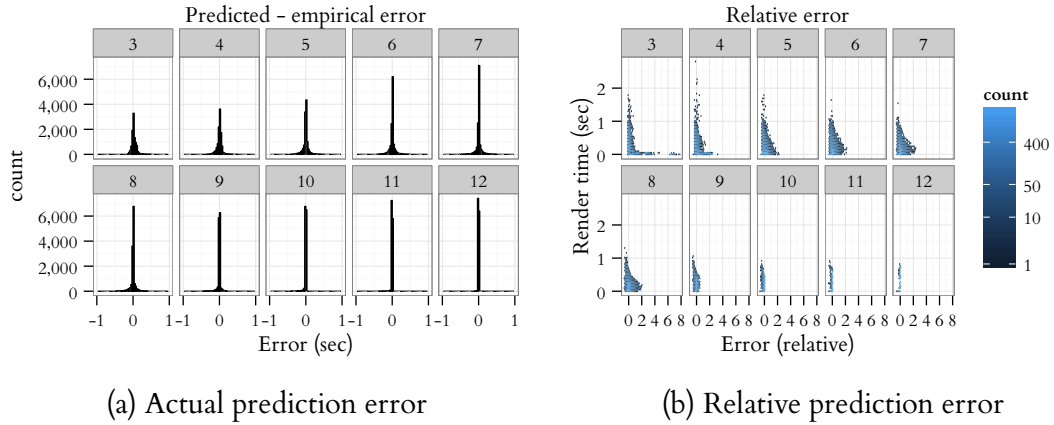 Predicted − empirical error
3 4 5 6 7
6,000
4,000
2,000
0
8 9 10 11 12
6,000
4,000
2,000
0
count
−1 0 1−1 0 1−1 0 1−1 0 1−1 0 1
Error (sec)
(a) Actual prediction error
Relative error
3 4 5 6 7
2
1
0
8 9 10 11 12
2
1
0
Render time (sec)
0 2 4 6 8 0 2 4 6 8 0 2 4 6 8 0 2 4 6 8 0 2 4 6 8
Error (relative)
count
400
50
10
1
(b) Relative prediction error